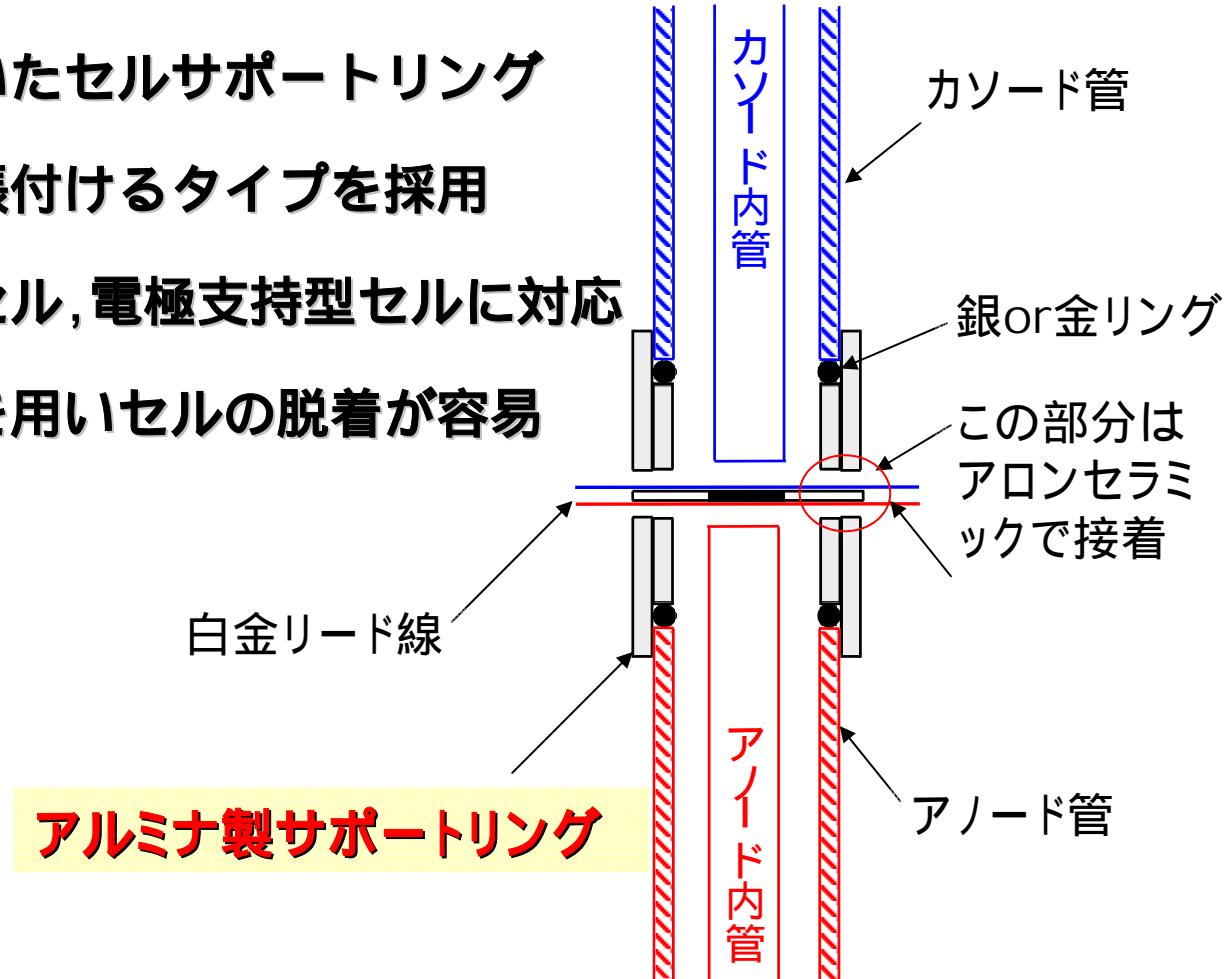 いたセルサポートリング
張付けるタイプを採用
セル,電極支持型セルに対応
を用いセルの脱着が容易
カソード内管
カソード管
銀or金リング
この部分は
アロンセラミ
ックで接着
白金リード線
アルミナ製サポートリング
アノード内管
アノード管